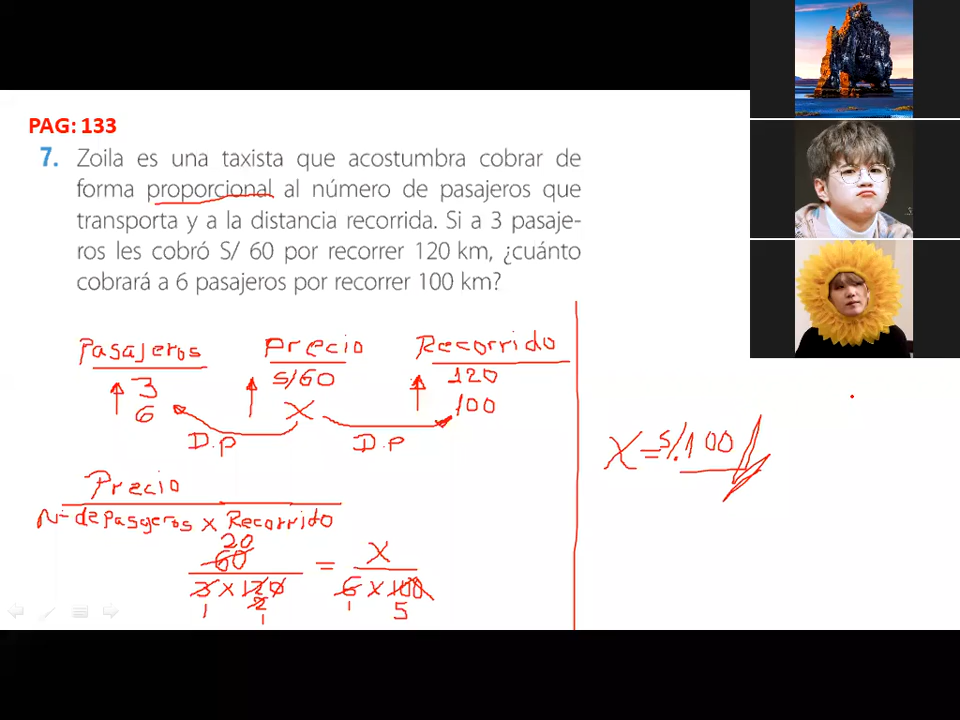 PAG: 133
7. Zoila es una taxista que acostumbra cobrar de
forma proporcional al número de pasajeros que
transporta y a la distancia recorrida. Si a 3 pasaje-
ros les cobró S/ 60 por recorrer 120 km, ¿cuánto
cobrará a 6 pasajeros por recorrer 100 km?
Pasajeros Precio Recorrido
3 S/60 120
6 X 100
D.P D.P
Precio
N- de Pasajeros x Recorrido
20
60 = X
3 x 120 6 x 100
1 2 1 5
1
X = S/.100